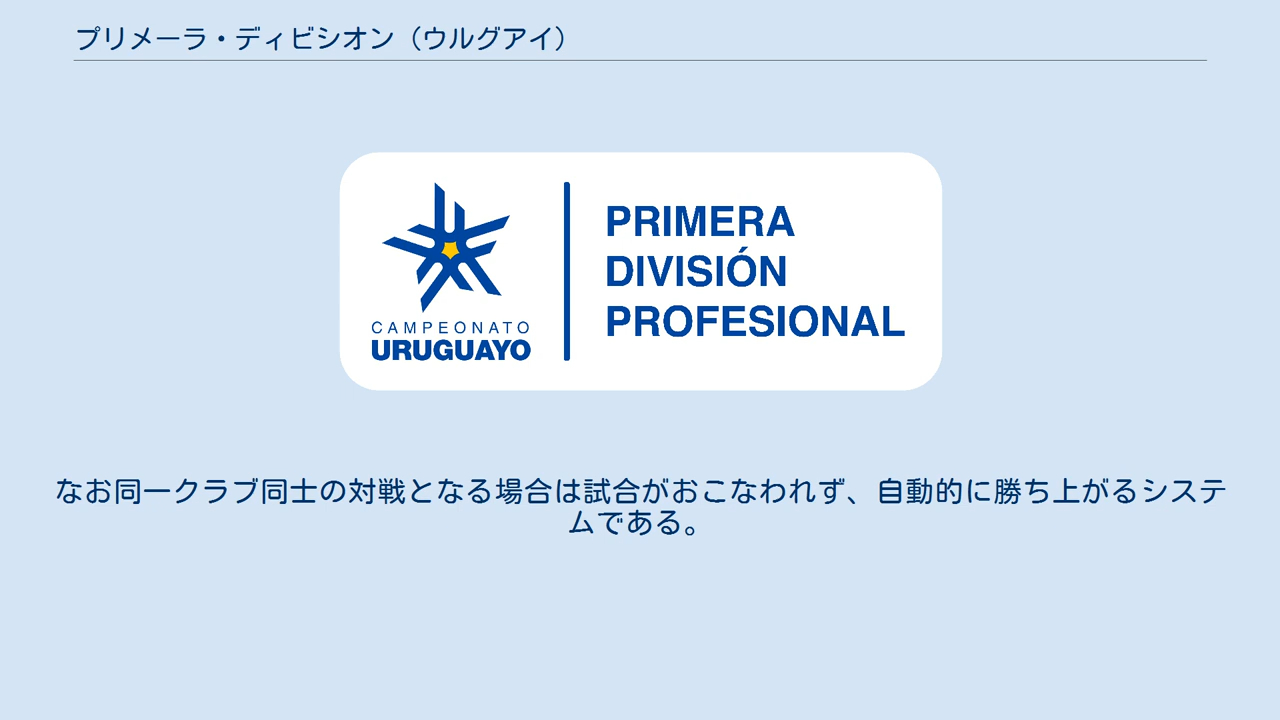 プリメーラ・ディビシオン（ウルグアイ）
CAMPEONATO
URUGUAYO
PRIMERA
DIVISIÓN
PROFESIONAL
なお同一クラブ同士の対戦となる場合は試合がおこなわれず、自動的に勝ち上がるシステ
ムである。